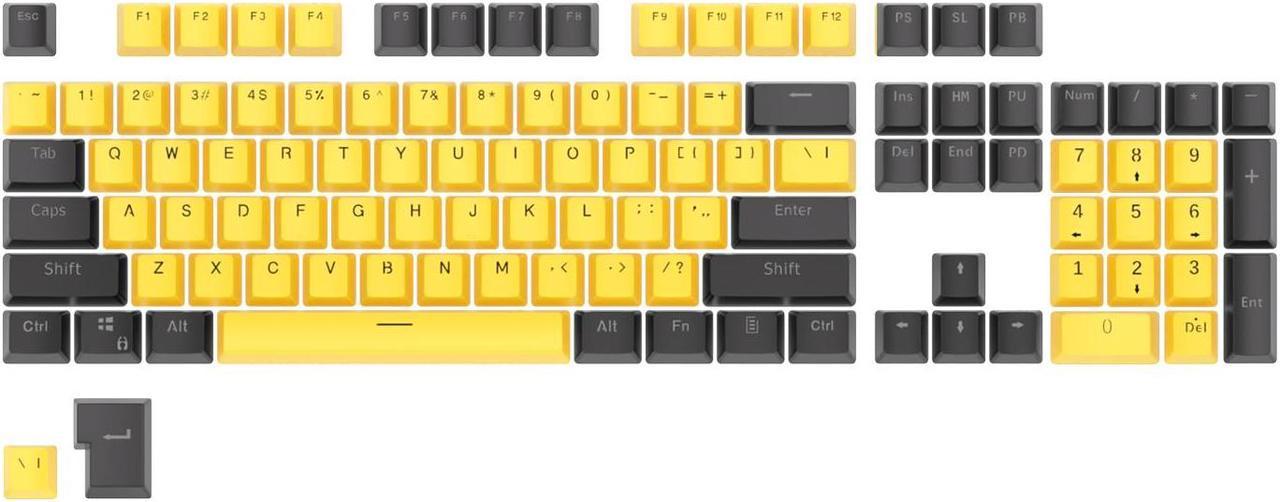 Esc F1 F2 F3 F4 F5 F6 F7 F8 F9 F10 F11 F12 PS SL PB
~ 1! 2@ 3# 4$ 5% 6^ 7& 8* 9( 0) -_ =+ ← Ins HM PU Num / * −
Tab Q W E R T Y U I O P [{ ]} \| Del End PD 7 8 9 +
↑
Caps A S D F G H J K L ;: '" Enter 4 5 6
← →
Shift Z X C V B N M ,< .> /? Shift ↑ 1 2 3 Ent
↓
Ctrl Alt — Alt Fn Ctrl ← ↓ → 0 Del
\| ↵